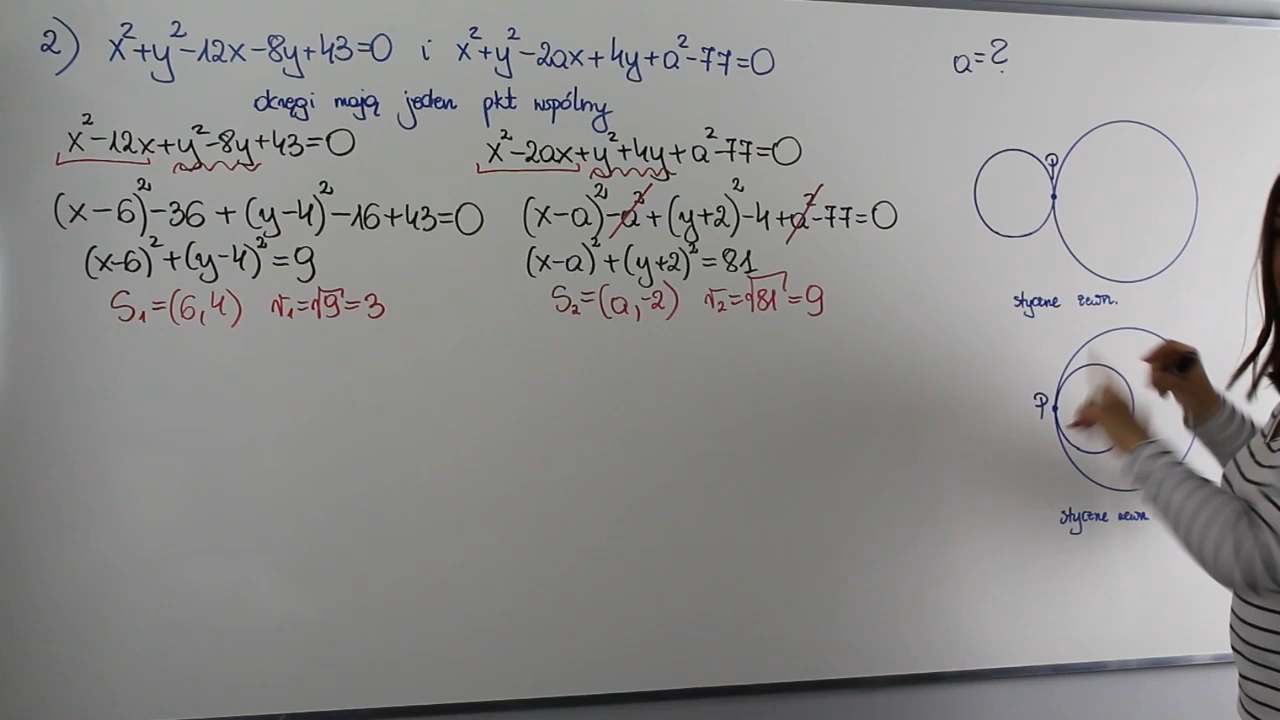 2) x²+y²-12x-8y+43=0 i x²+y²-2ax+4y+a²-77=0
a=?
okręgi mają jeden pkt wspólny
x²-12x+y²-8y+43=0
x²-2ax+y²+4y+a²-77=0
(x-6)²-36+(y-4)²-16+43=0
(x-a)²-a²+(y+2)²-4+a²-77=0
(x-6)²+(y-4)²=9
(x-a)²+(y+2)²=81
S₁=(6,4) r₁=√9=3
S₂=(a,-2) r₂=√81=9
P
styczne zewn.
P
styczne wewn